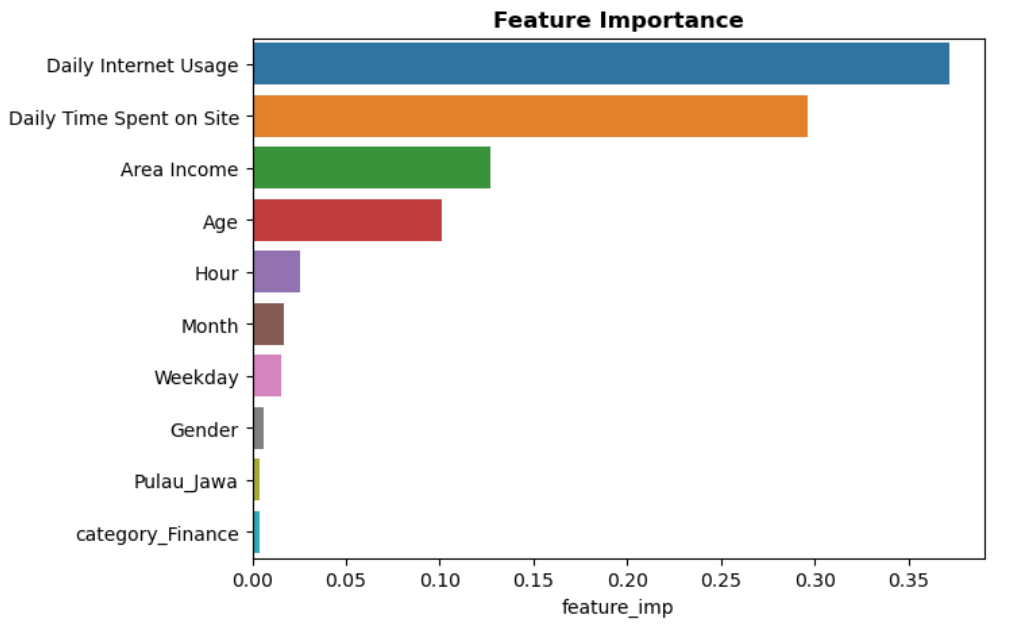 Feature Importance
Daily Internet Usage
Daily Time Spent on Site
Area Income
Age
Hour
Month
Weekday
Gender
Pulau_Jawa
category_Finance
0.00 0.05 0.10 0.15 0.20 0.25 0.30 0.35
feature_imp